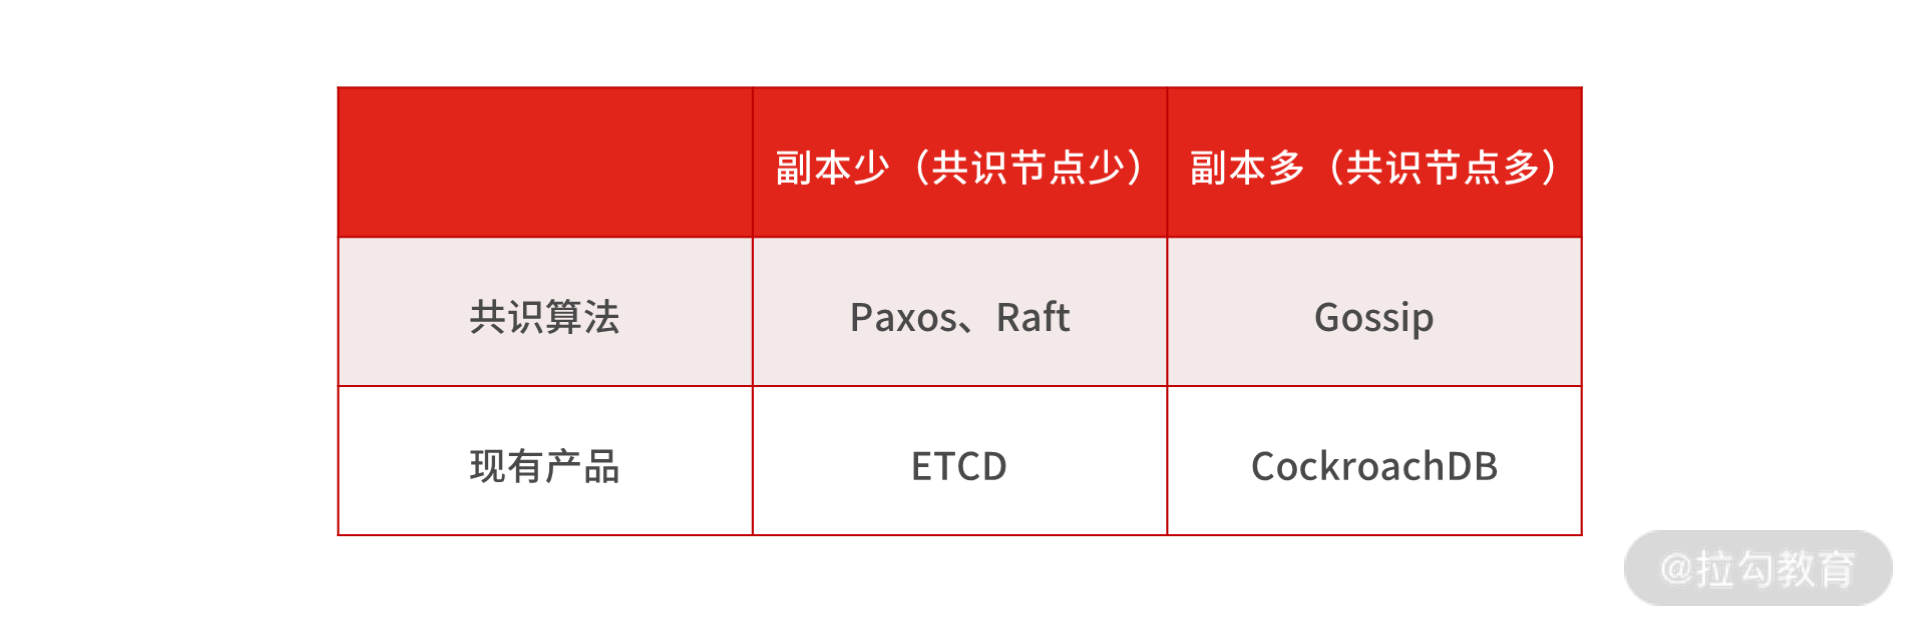 副本少（共识节点少） 副本多（共识节点多）
共识算法 Paxos、Raft Gossip
现有产品 ETCD CockroachDB
@拉勾教育